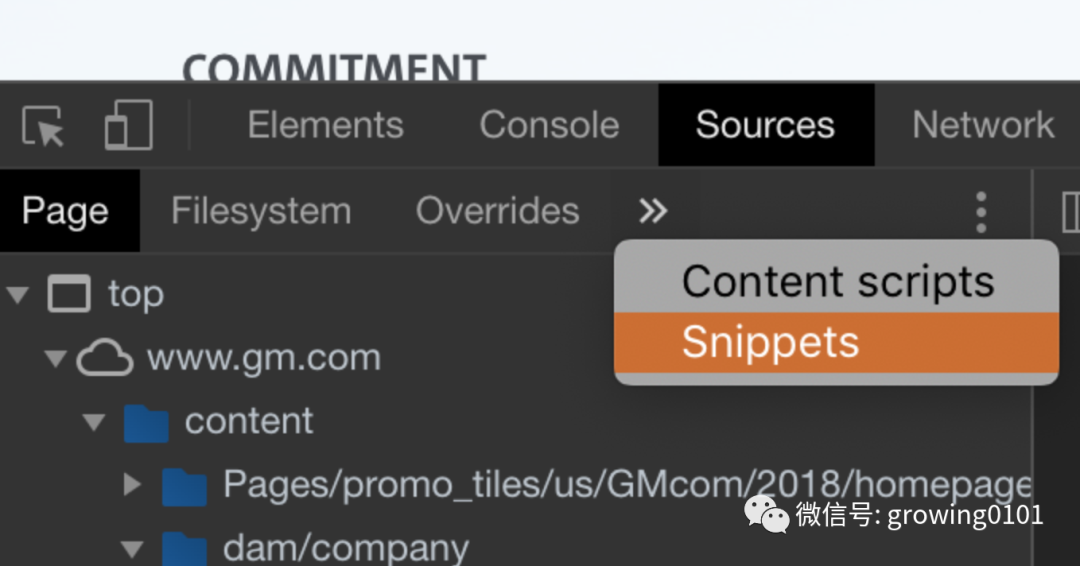 COMMITMENT
Elements Console Sources Network
Page Filesystem Overrides »
Content scripts
Snippets
top
www.gm.com
content
Pages/promo_tiles/us/GMcom/2018/homepage
dam/company
微信号: growing0101